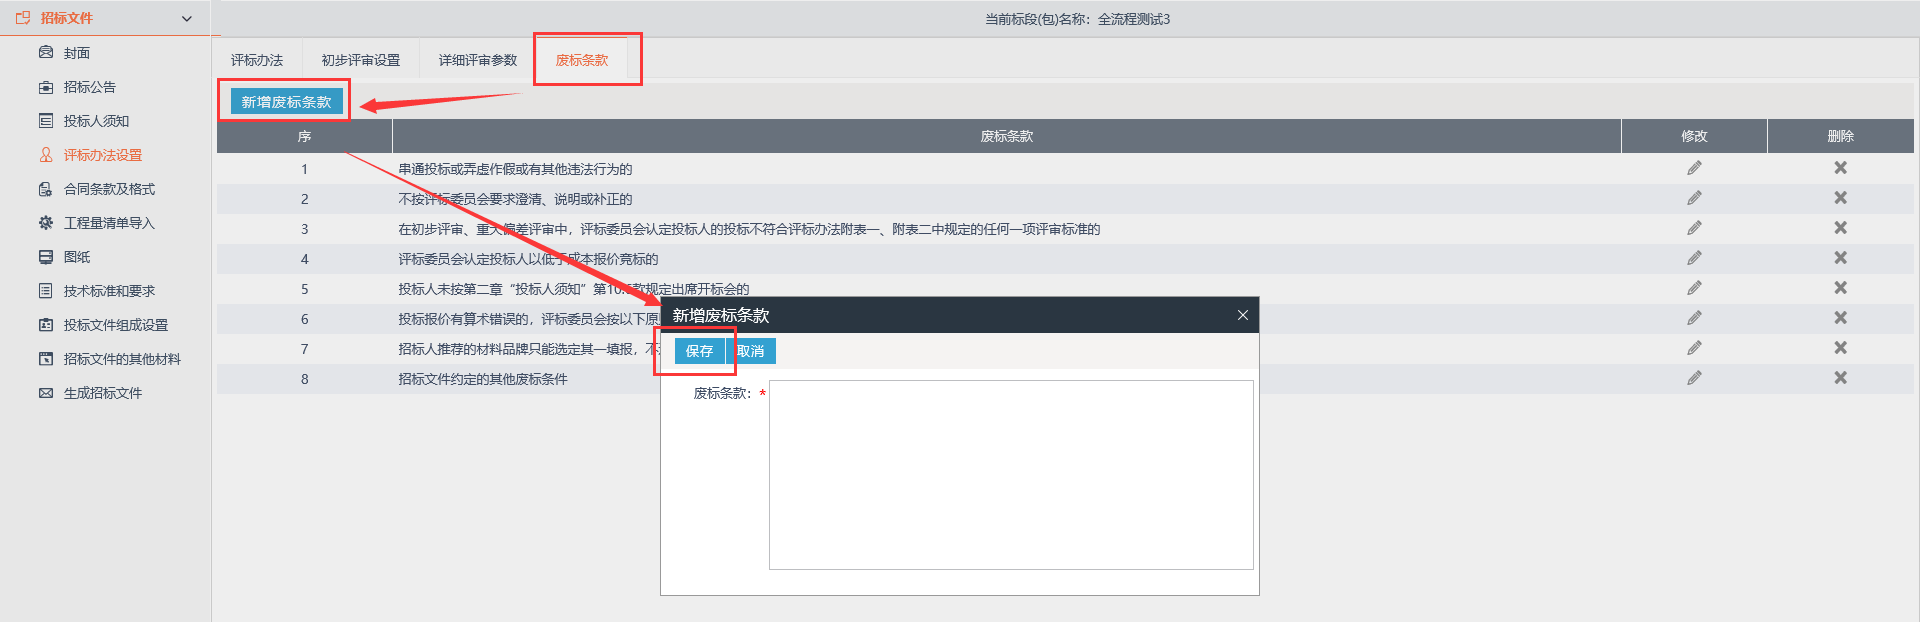 招标文件
当前标段(包)名称：全流程测试3
封面
招标公告
投标人须知
评标办法设置
合同条款及格式
工程量清单导入
图纸
技术标准和要求
投标文件组成设置
招标文件的其他材料
生成招标文件
评标办法 初步评审设置 详细评审参数 废标条款
新增废标条款
序 废标条款 修改 删除
1 串通投标或弄虚作假或有其他违法行为的
2 不按评标委员会要求澄清、说明或补正的
3 在初步评审、重大偏差评审中，评标委员会认定投标人的投标不符合评标办法附表一、附表二中规定的任何一项评审标准的
4 评标委员会认定投标人以低于成本报价竞标的
5 投标人未按第二章“投标人须知”第10.款规定出席开标会的
6 投标报价有算术错误的，评标委员会按以下原
7 招标人推荐的材料品牌只能选定其一填报，不
8 招标文件约定的其他废标条件
新增废标条款
保存 取消
废标条款：*